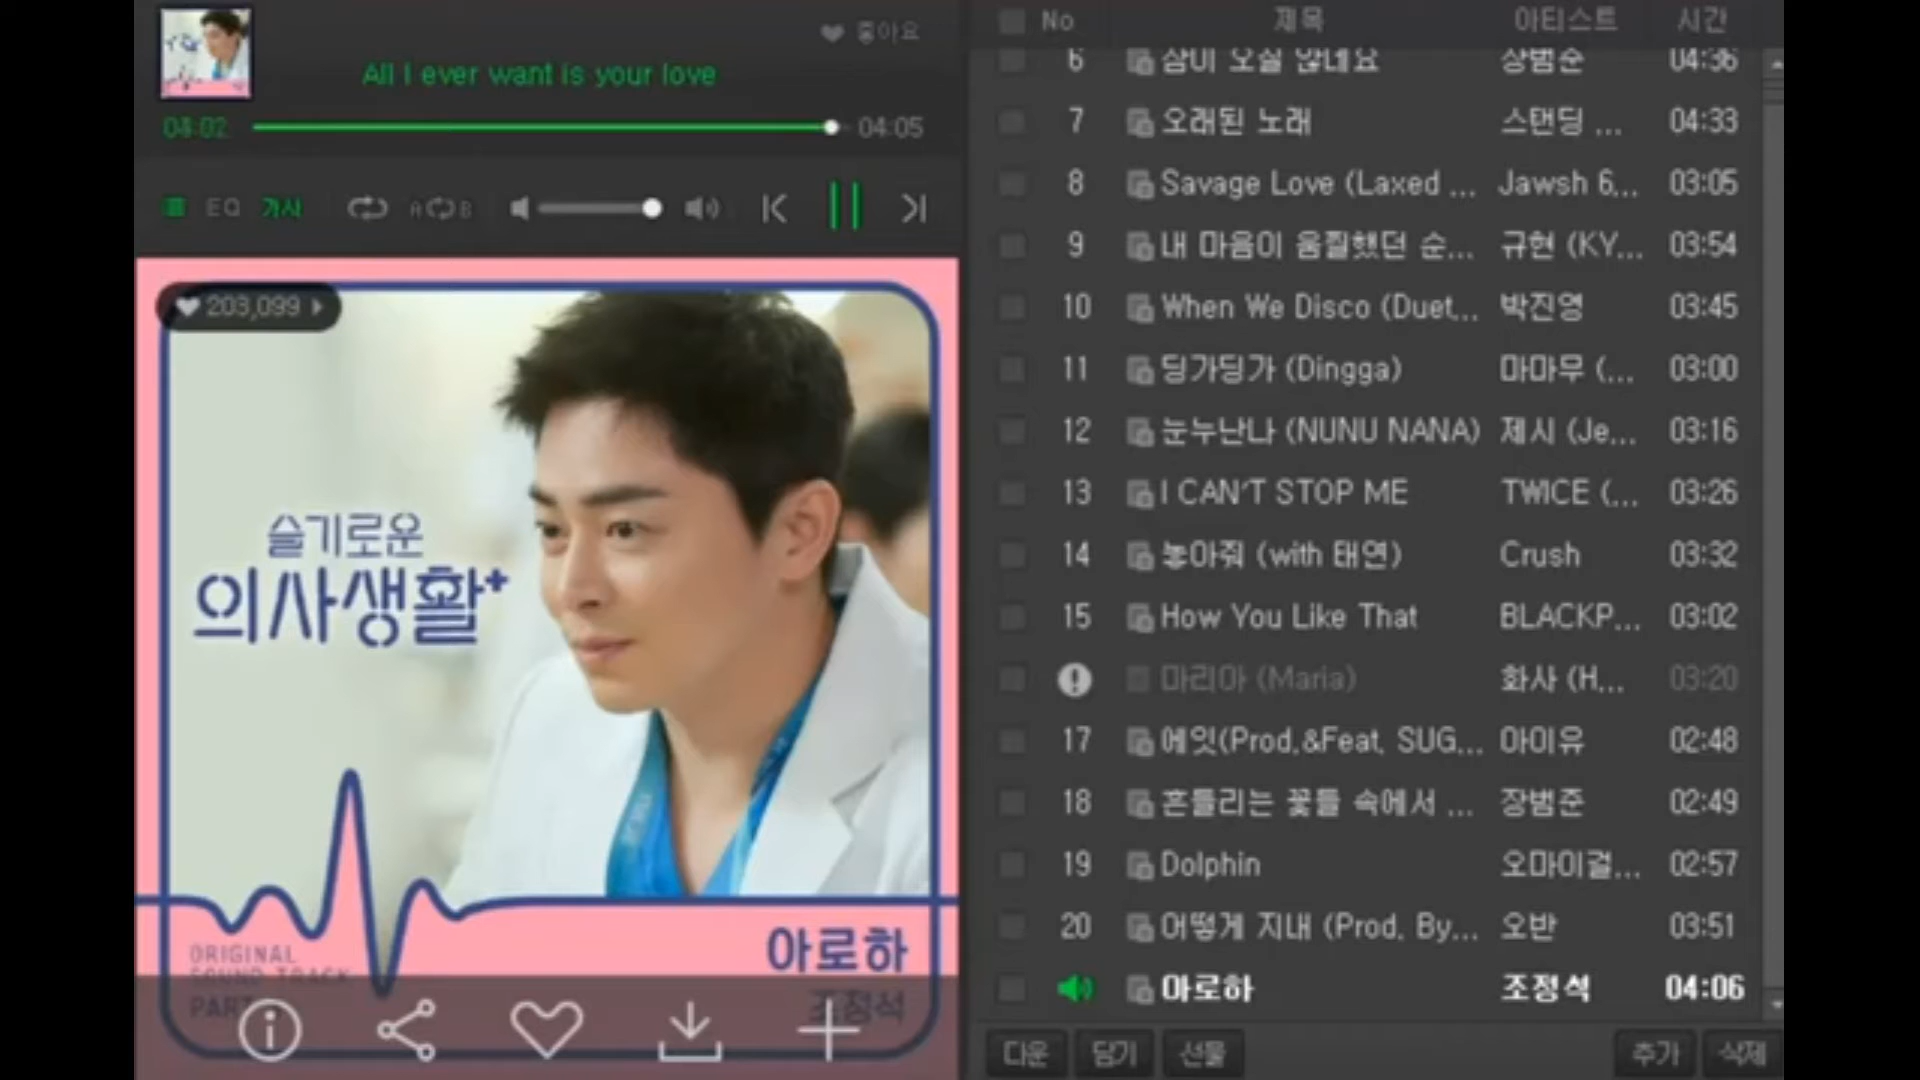 좋아요
All I ever want is your love
04:02
04:05
EQ 가사 A B
203,099
슬기로운
의사생활+
ORIGINAL
SOUND TRACK
PART
아로하
조정석
No 제목 아티스트 시간
6 잠이 오질 않네요 장범준 04:36
7 오래된 노래 스탠딩 ... 04:33
8 Savage Love (Laxed ... Jawsh 6... 03:05
9 내 마음이 움찔했던 순... 규현 (KY... 03:54
10 When We Disco (Duet... 박진영 03:45
11 딩가딩가 (Dingga) 마마무 (... 03:00
12 눈누난나 (NUNU NANA) 제시 (Je... 03:16
13 I CAN'T STOP ME TWICE (... 03:26
14 놓아줘 (with 태연) Crush 03:32
15 How You Like That BLACKP... 03:02
마리아 (Maria) 화사 (H... 03:20
17 에잇(Prod.&Feat. SUG... 아이유 02:48
18 흔들리는 꽃들 속에서 ... 장범준 02:49
19 Dolphin 오마이걸... 02:57
20 어떻게 지내 (Prod. By... 오반 03:51
아로하 조정석 04:06
다운 담기 선물 추가 삭제